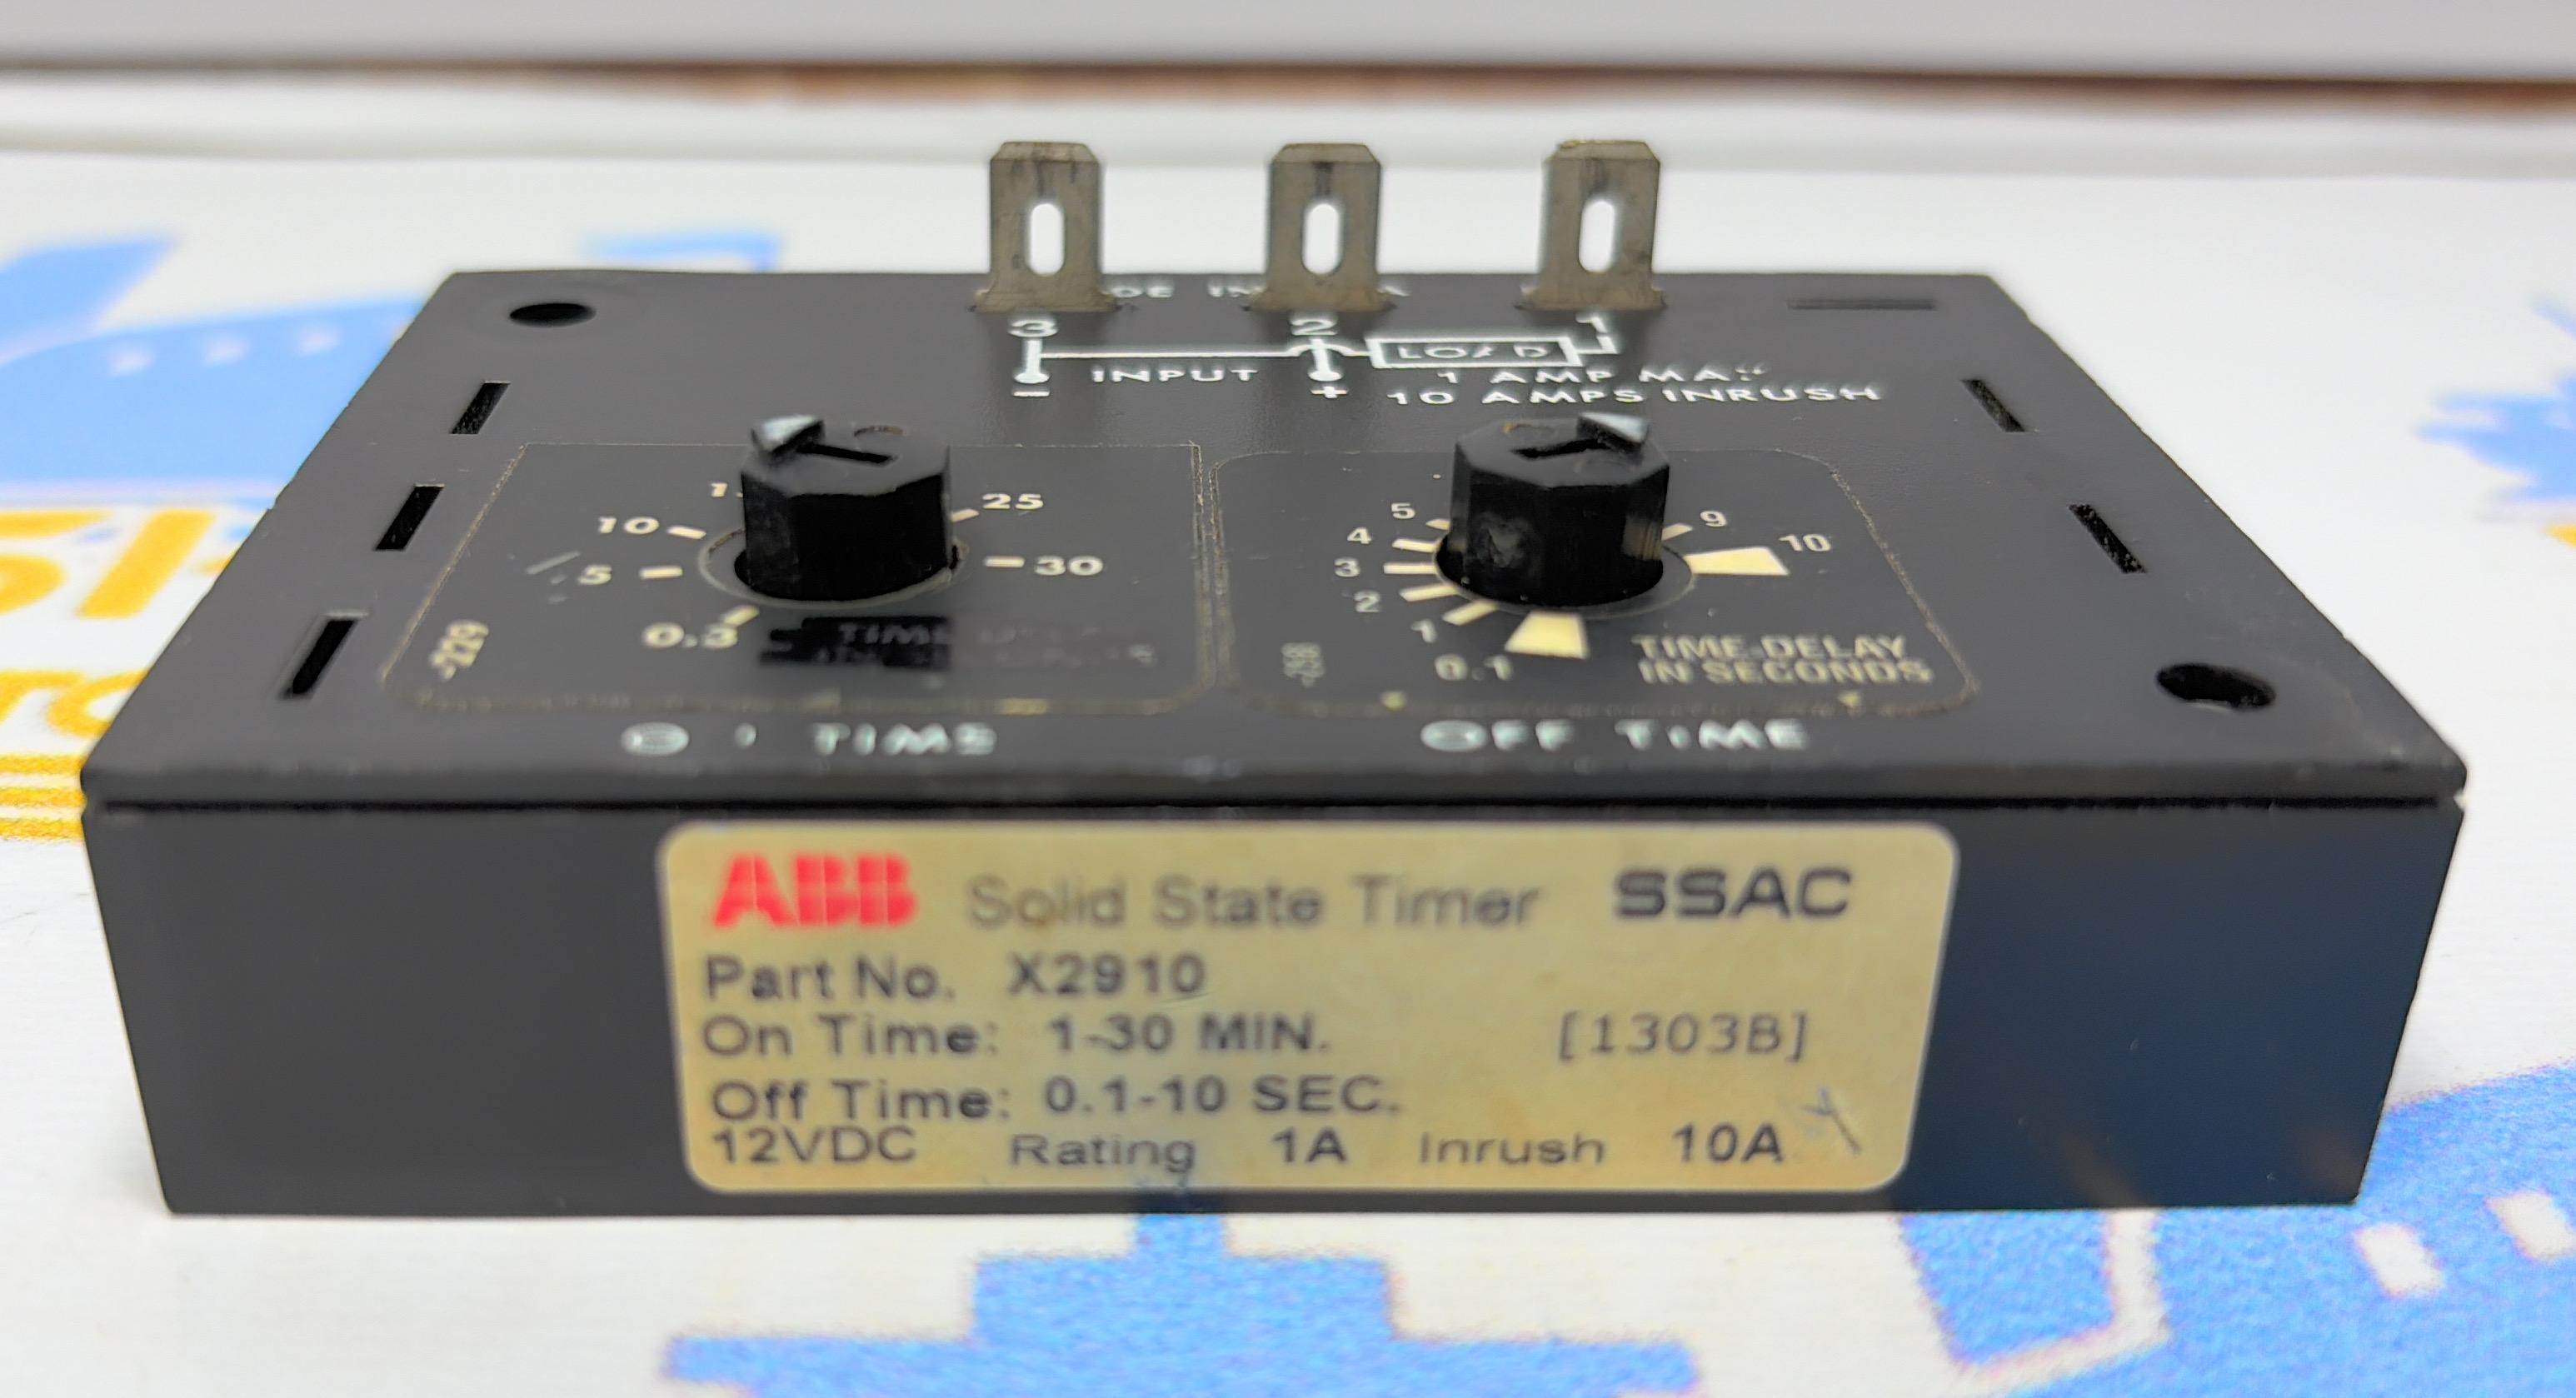 3 2 1
LOAD
INPUT 1 AMP MAX
- + 10 AMPS INRUSH
10 25
5 30
0.3
-229
5 9
4 10
3
2
1
0.1
-258
TIME DELAY
IN SECONDS
OFF TIME
ABB Solid State Timer SSAC
Part No. X2910
On Time: 1-30 MIN. [1303B]
Off Time: 0.1-10 SEC.
12VDC Rating 1A Inrush 10A